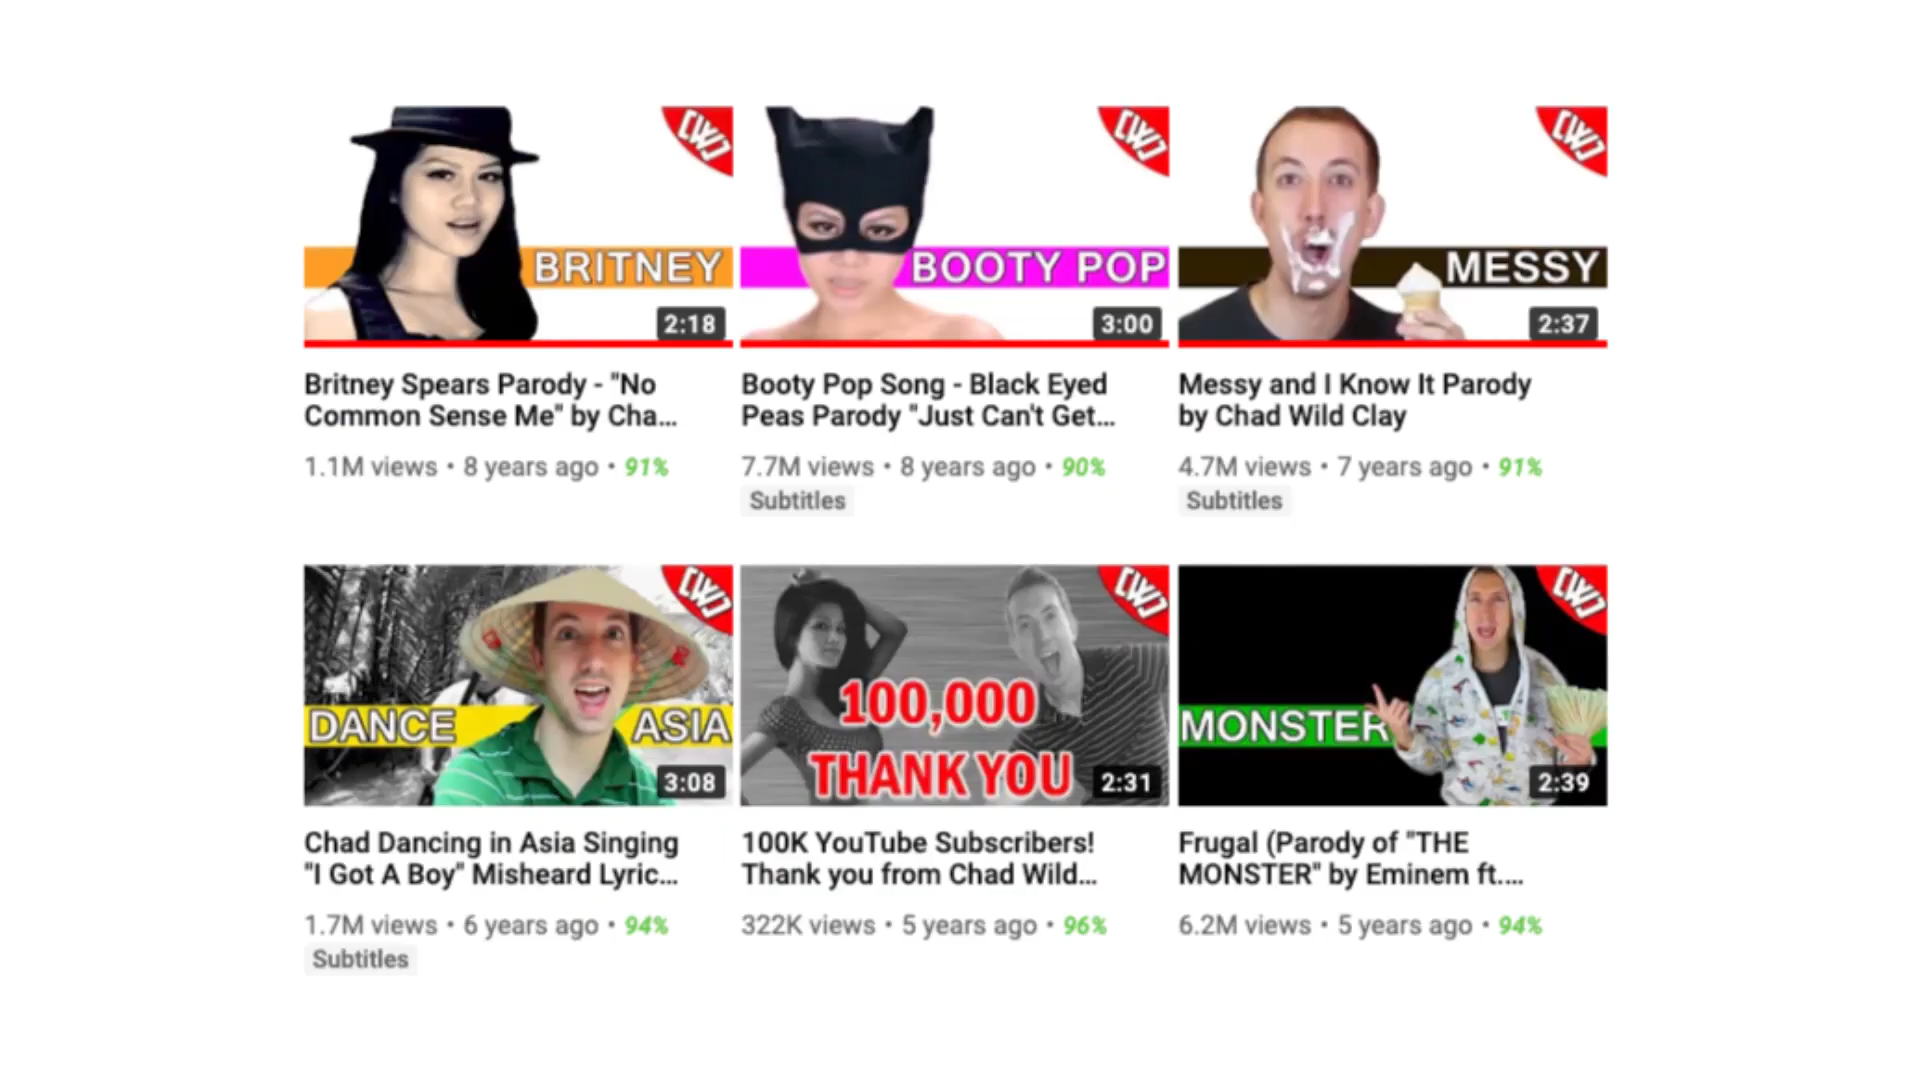 CWC
BRITNEY
2:18
CWC
BOOTY POP
3:00
CWC
MESSY
2:37
Britney Spears Parody - "No
Common Sense Me" by Cha...
1.1M views • 8 years ago • 91%
Booty Pop Song - Black Eyed
Peas Parody "Just Can't Get...
7.7M views • 8 years ago • 90%
Subtitles
Messy and I Know It Parody
by Chad Wild Clay
4.7M views • 7 years ago • 91%
Subtitles
CWC
DANCE ASIA
3:08
CWC
100,000
THANK YOU
2:31
CWC
MONSTER
2:39
Chad Dancing in Asia Singing
"I Got A Boy" Misheard Lyric...
1.7M views • 6 years ago • 94%
Subtitles
100K YouTube Subscribers!
Thank you from Chad Wild...
322K views • 5 years ago • 96%
Frugal (Parody of "THE
MONSTER" by Eminem ft....
6.2M views • 5 years ago • 94%